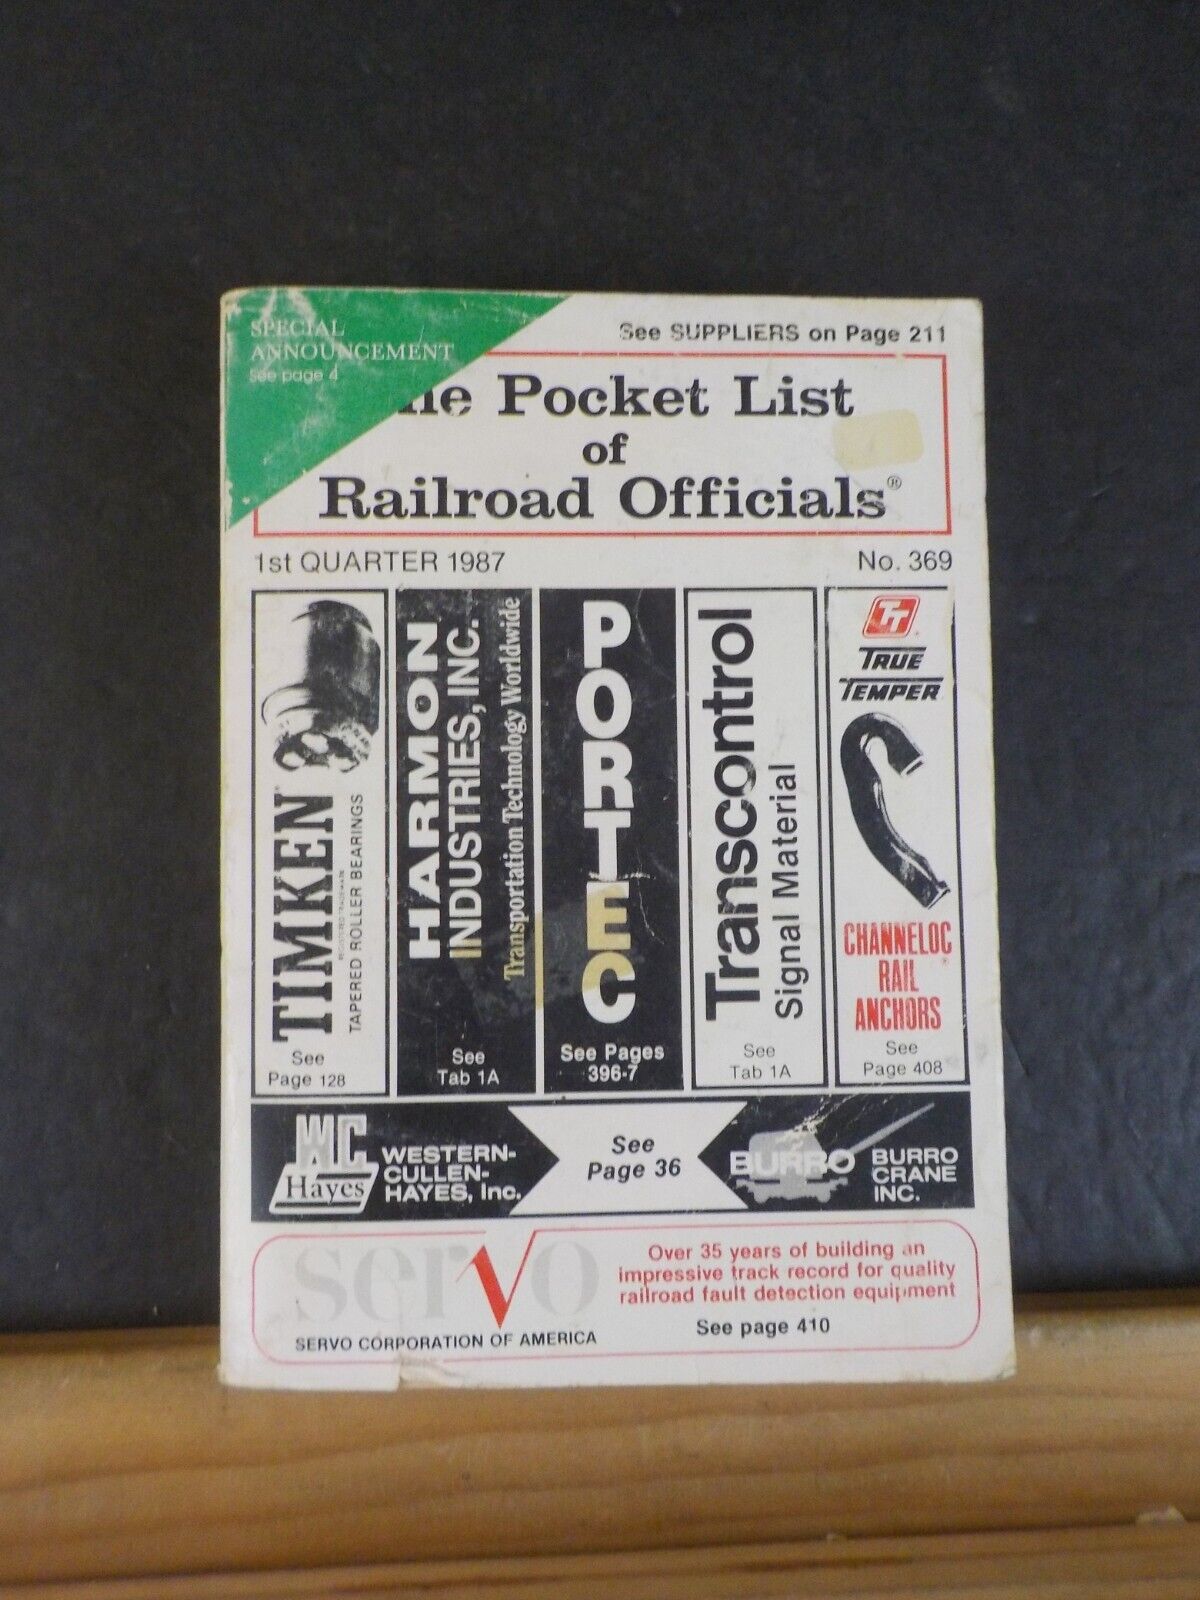 SPECIAL
ANNOUNCEMENT
See page 4
See SUPPLIERS on Page 211
he Pocket List
of
Railroad Officials®
1st QUARTER 1987
No. 369
TIMKEN
REGISTERED TRADEMARK
TAPERED ROLLER BEARINGS
See
Page 128
HARMON
INDUSTRIES, INC.
Transportation Technology Worldwide
See
Tab 1A
PORTEC
See Pages
396-7
Transcontrol
Signal Material
See
Tab 1A
TT
TRUE
TEMPER
CHANNELOC®
RAIL
ANCHORS
See
Page 408
WC
Hayes
WESTERN-
CULLEN-
HAYES, Inc.
See
Page 36
BURRO
BURRO
CRANE
INC.
servo
SERVO CORPORATION OF AMERICA
Over 35 years of building an
impressive track record for quality
railroad fault detection equipment
See page 410